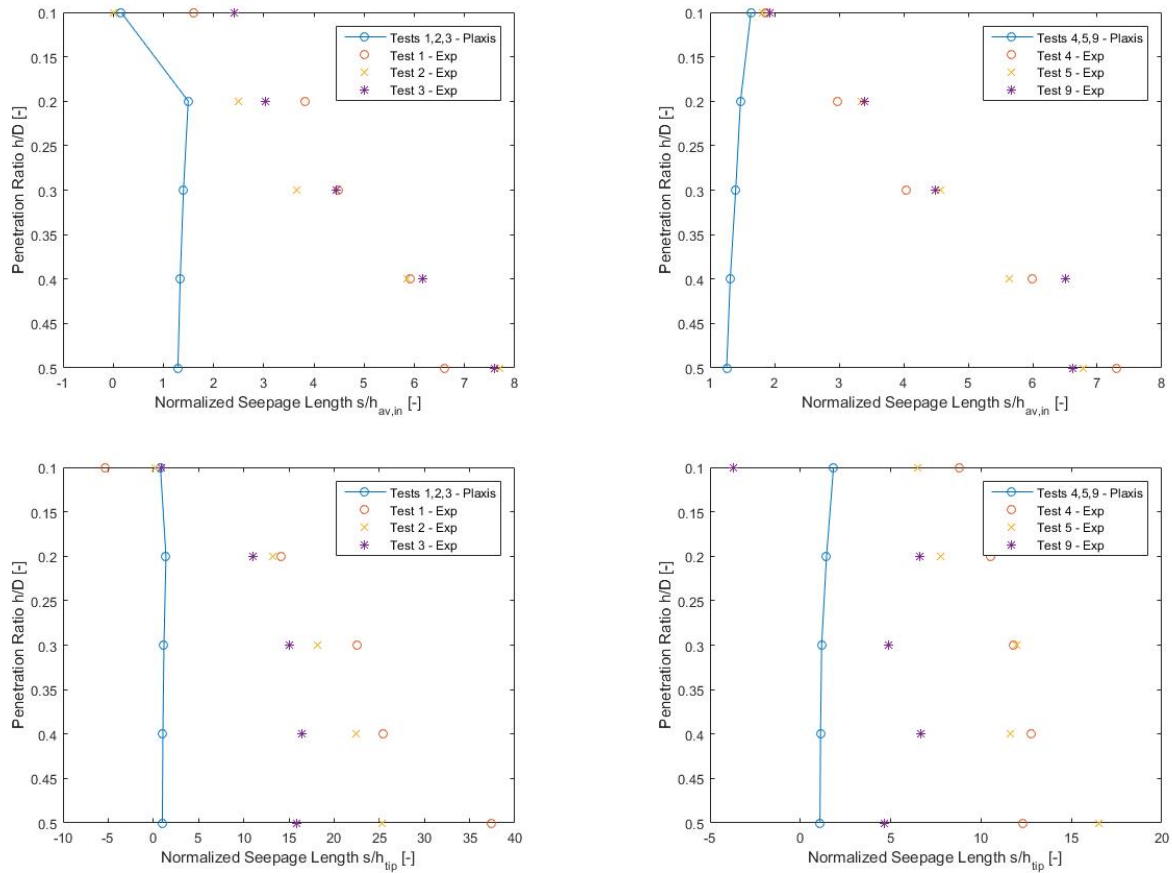 0.1
0.15
0.2
0.25
0.3
0.35
0.4
0.45
0.5
Penetration Ratio h/D [-]
Tests 1,2,3 - Plaxis
Test 1 - Exp
Test 2 - Exp
Test 3 - Exp
-1 0 1 2 3 4 5 6 7 8
Normalized Seepage Length s/h_av,in [-]
0.1
0.15
0.2
0.25
0.3
0.35
0.4
0.45
0.5
Penetration Ratio h/D [-]
Tests 4,5,9 - Plaxis
Test 4 - Exp
Test 5 - Exp
Test 9 - Exp
1 2 3 4 5 6 7 8
Normalized Seepage Length s/h_av,in [-]
0.1
0.15
0.2
0.25
0.3
0.35
0.4
0.45
0.5
Penetration Ratio h/D [-]
Tests 1,2,3 - Plaxis
Test 1 - Exp
Test 2 - Exp
Test 3 - Exp
-10 -5 0 5 10 15 20 25 30 35 40
Normalized Seepage Length s/h_tip [-]
0.1
0.15
0.2
0.25
0.3
0.35
0.4
0.45
0.5
Penetration Ratio h/D [-]
Tests 4,5,9 - Plaxis
Test 4 - Exp
Test 5 - Exp
Test 9 - Exp
-5 0 5 10 15 20
Normalized Seepage Length s/h_tip [-]